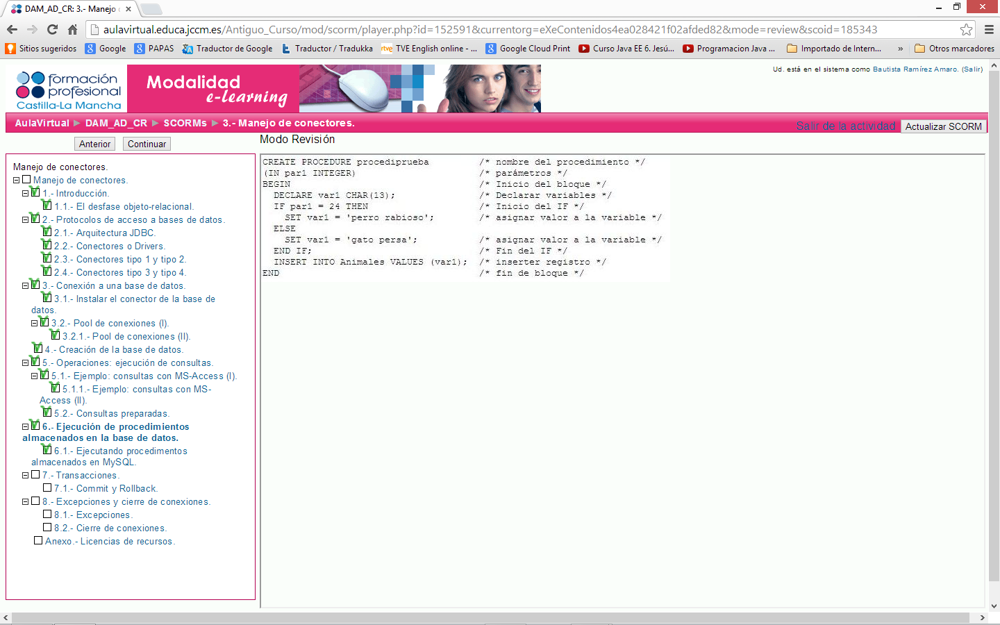 DAM_AD_CR: 3.- Manejo
aulavirtual.educa.jccm.es/Antiguo_Curso/mod/scorm/player.php?id=152591&currentorg=eXeContenidos4ea028421f02afded82&mode=review&scoid=185343
Sitios sugeridos Google PAPAS Traductor de Google Traductor / Tradukka TVE English online - ... Google Cloud Print Curso Java EE 6. Jesú... Programacion Java ... Importado de Intern... » Otros marcadores
formación profesional Castilla-La Mancha
Modalidad e-learning
Ud. está en el sistema como Bautista Ramírez Amaro. (Salir)
AulaVirtual ► DAM_AD_CR ► SCORMs ► 3.- Manejo de conectores.
Salir de la actividad Actualizar SCORM
Anterior Continuar
Modo Revisión
Manejo de conectores.
Manejo de conectores.
1.- Introducción.
1.1.- El desfase objeto-relacional.
2.- Protocolos de acceso a bases de datos.
2.1.- Arquitectura JDBC.
2.2.- Conectores o Drivers.
2.3.- Conectores tipo 1 y tipo 2.
2.4.- Conectores tipo 3 y tipo 4.
3.- Conexión a una base de datos.
3.1.- Instalar el conector de la base de
datos.
3.2.- Pool de conexiones (I).
3.2.1.- Pool de conexiones (II).
4.- Creación de la base de datos.
5.- Operaciones: ejecución de consultas.
5.1.- Ejemplo: consultas con MS-Access (I).
5.1.1.- Ejemplo: consultas con MS-
Access (II).
5.2.- Consultas preparadas.
6.- Ejecución de procedimientos
almacenados en la base de datos.
6.1.- Ejecutando procedimentos
almacenados en MySQL.
7.- Transacciones.
7.1.- Commit y Rollback.
8.- Excepciones y cierre de conexiones.
8.1.- Excepciones.
8.2.- Cierre de conexiones.
Anexo.- Licencias de recursos.
CREATE PROCEDURE procediprueba /* nombre del procedimiento */
(IN par1 INTEGER) /* parámetros */
BEGIN /* Inicio del bloque */
DECLARE var1 CHAR(13); /* Declarar variables */
IF par1 = 24 THEN /* Inicio del IF */
SET var1 = 'perro rabioso'; /* asignar valor a la variable */
ELSE
SET var1 = 'gato persa'; /* asignar valor a la variable */
END IF; /* Fin del IF */
INSERT INTO Animales VALUES (var1); /* inserter registro */
END /* fin de bloque */